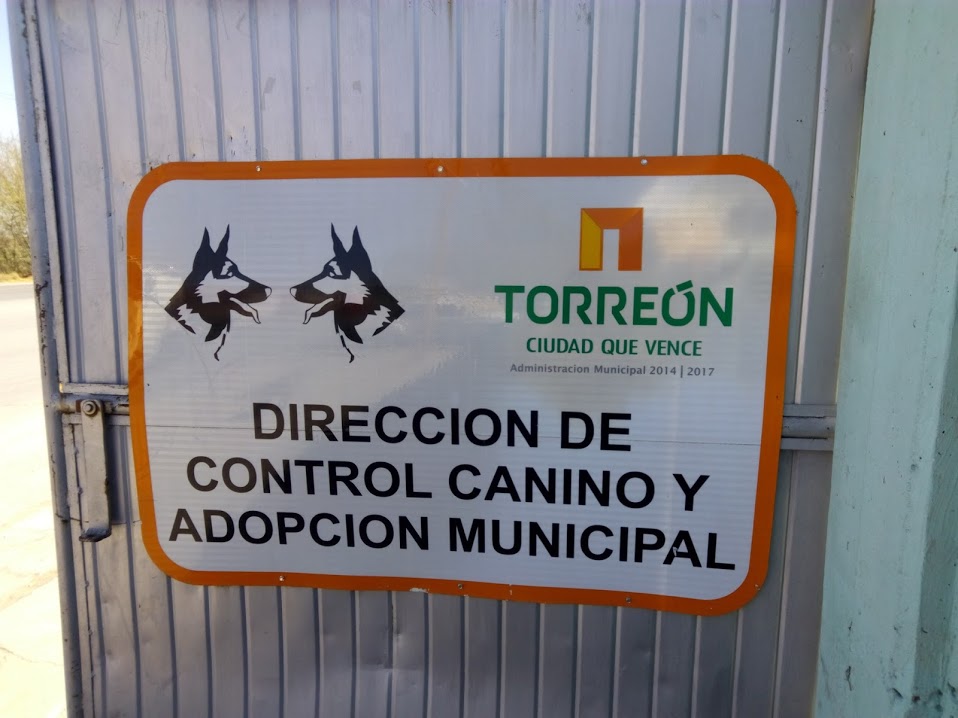 TORREÓN
CIUDAD QUE VENCE
Administracion Municipal 2014 | 2017
DIRECCION DE
CONTROL CANINO Y
ADOPCION MUNICIPAL